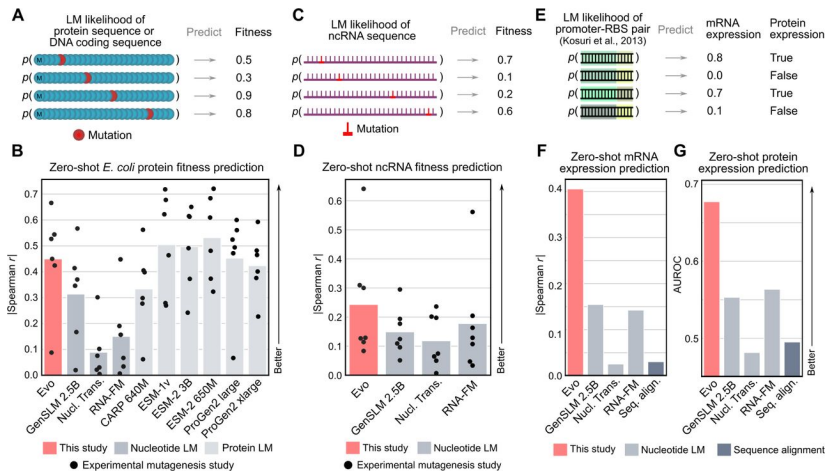 A
LM likelihood of
protein sequence or
DNA coding sequence
Predict
Fitness
p( M ) 0.5
p( M ) 0.3
p( M ) 0.9
p( M ) 0.8
Mutation
B
Zero-shot E. coli protein fitness prediction
|Spearman r|
0.7
0.6
0.5
0.4
0.3
0.2
0.1
0.0
Better
Evo
GenSLM 2.5B
Nucl. Trans.
RNA-FM
CARP 640M
ESM-1v
ESM-2 3B
ESM-2 650M
ProGen2 large
ProGen2 xlarge
This study
Nucleotide LM
Protein LM
Experimental mutagenesis study
C
LM likelihood of
ncRNA sequence
Predict
Fitness
p( ) 0.7
p( ) 0.1
p( ) 0.2
p( ) 0.6
Mutation
D
Zero-shot ncRNA fitness prediction
|Spearman r|
0.7
0.6
0.5
0.4
0.3
0.2
0.1
0.0
Better
Evo
GenSLM 2.5B
Nucl. Trans.
RNA-FM
This study
Nucleotide LM
Experimental mutagenesis study
E
LM likelihood of
promoter-RBS pair
(Kosuri et al., 2013)
Predict
mRNA
expression
Protein
expression
p( ) 0.8 True
p( ) 0.0 False
p( ) 0.7 True
p( ) 0.1 False
F
Zero-shot mRNA
expression prediction
|Spearman r|
0.4
0.3
0.2
0.1
0.0
Better
Evo
GenSLM 2.5B
Nucl. Trans.
RNA-FM
Seq. align.
G
Zero-shot protein
expression prediction
AUROC
0.7
0.6
0.5
Better
Evo
GenSLM 2.5B
Nucl. Trans.
RNA-FM
Seq. align.
This study
Nucleotide LM
Sequence alignment